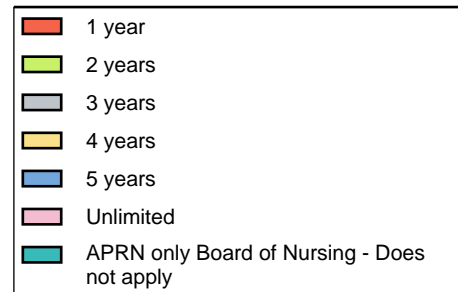 1 year
2 years
3 years
4 years
5 years
Unlimited
APRN only Board of Nursing - Does
not apply